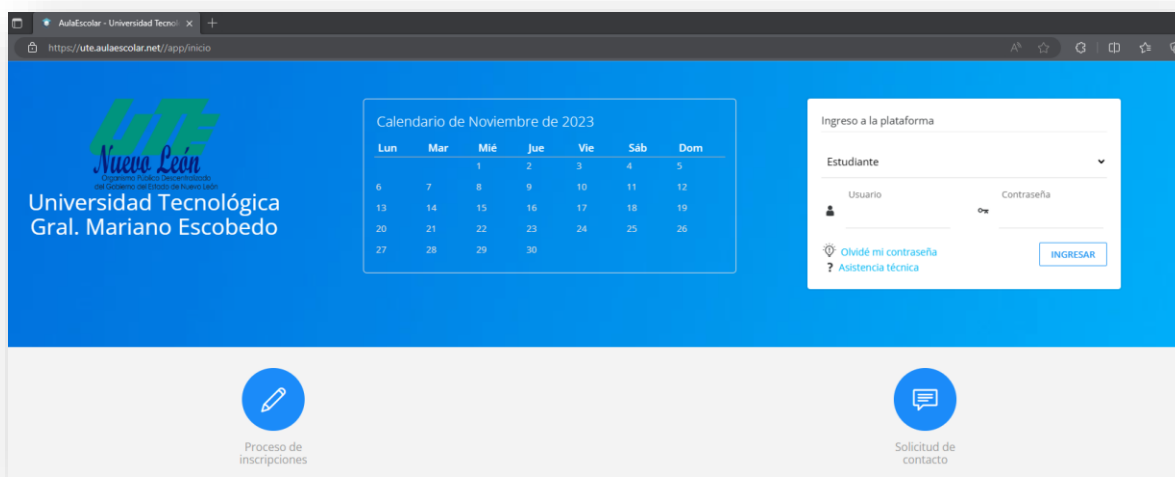 AulaEscolar - Universidad Tecnol
https://ute.aulaescolar.net//app/inicio
UTE
Nuevo León
Organismo Público Descentralizado
del Gobierno del Estado de Nuevo León
Universidad Tecnológica
Gral. Mariano Escobedo
Calendario de Noviembre de 2023
Lun Mar Mié Jue Vie Sáb Dom
1 2 3 4 5
6 7 8 9 10 11 12
13 14 15 16 17 18 19
20 21 22 23 24 25 26
27 28 29 30
Ingreso a la plataforma
Estudiante
Usuario Contraseña
Olvidé mi contraseña
? Asistencia técnica
INGRESAR
Proceso de
inscripciones
Solicitud de
contacto